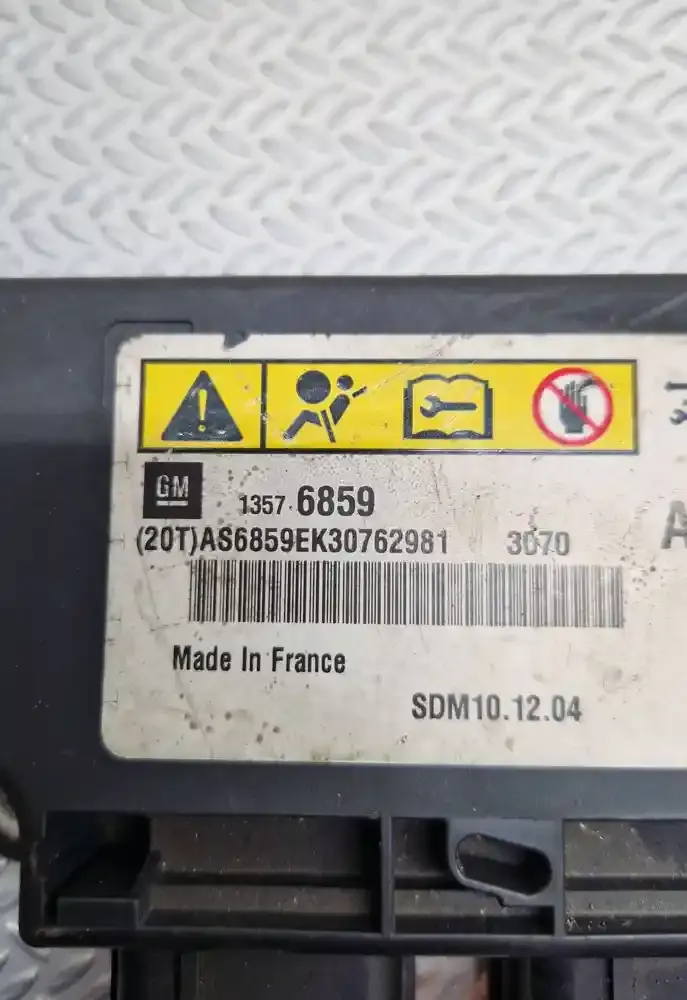 GM 1357 6859
(20T)AS6859EK30762981 3070
Made In France
SDM10.12.04